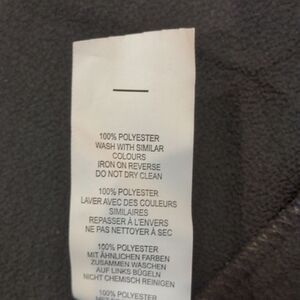 100% POLYESTER
WASH WITH SIMILAR
COLOURS
IRON ON REVERSE
DO NOT DRY CLEAN
100% POLYESTER
LAVER AVEC DES COULEURS
SIMILAIRES
REPASSER À L'ENVERS
NE PAS NETTOYER À SEC
100% POLYESTER
MIT ÄHNLICHEN FARBEN
ZUSAMMEN WASCHEN
AUF LINKS BÜGELN
NICHT CHEMISCH REINIGEN
100% POLYESTER